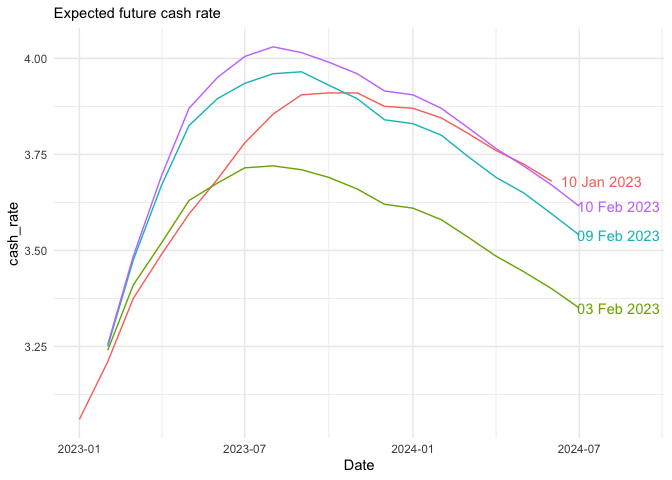 Expected future cash rate
4.00
3.75
3.50
3.25
cash_rate
10 Jan 2023
10 Feb 2023
09 Feb 2023
03 Feb 2023
2023-01
2023-07
2024-01
2024-07
Date